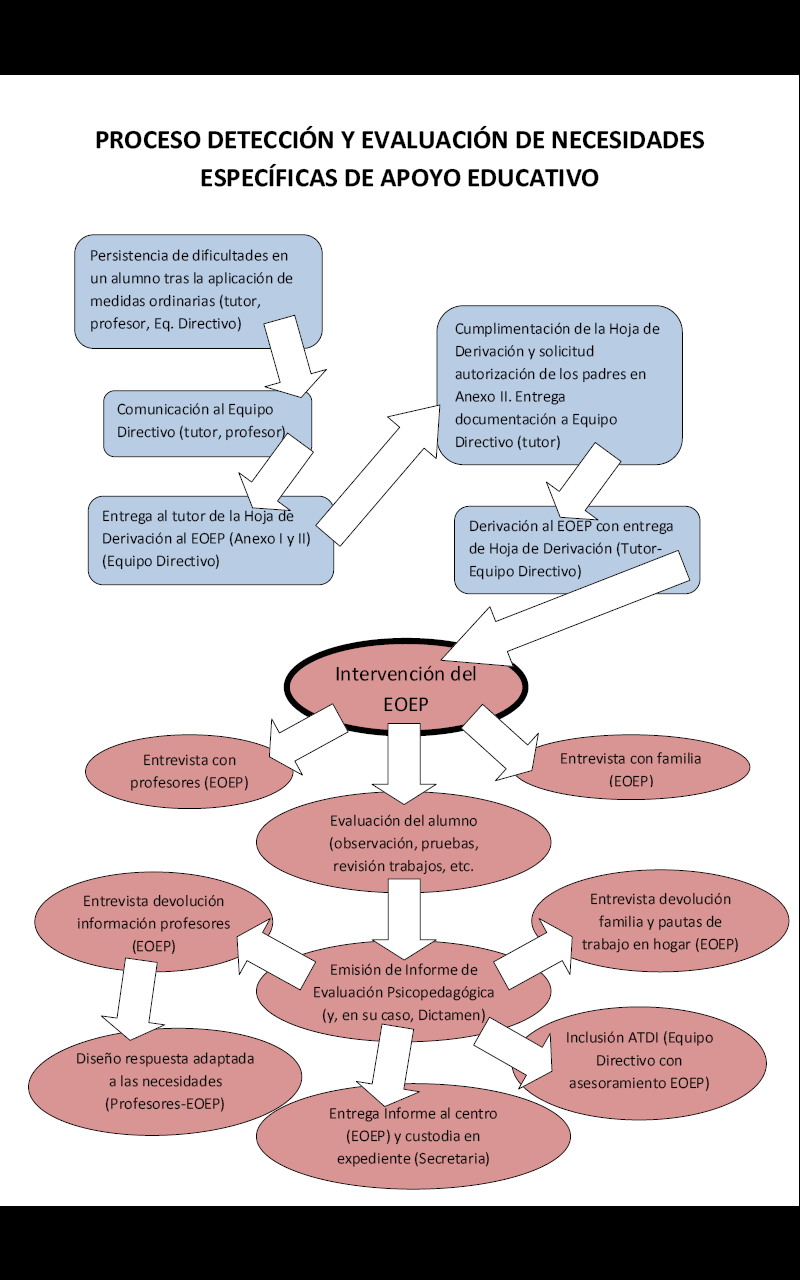 PROCESO DETECCIÓN Y EVALUACIÓN DE NECESIDADES
ESPECÍFICAS DE APOYO EDUCATIVO
Persistencia de dificultades en
un alumno tras la aplicación de
medidas ordinarias (tutor,
profesor, Eq. Directivo)
Comunicación al Equipo
Directivo (tutor, profesor)
Entrega al tutor de la Hoja de
Derivación al EOEP (Anexo I y II)
(Equipo Directivo)
Cumplimentación de la Hoja de
Derivación y solicitud
autorización de los padres en
Anexo II. Entrega
documentación a Equipo
Directivo (tutor)
Derivación al EOEP con entrega
de Hoja de Derivación (Tutor-
Equipo Directivo)
Intervención del
EOEP
Entrevista con
profesores (EOEP)
Entrevista con familia
(EOEP)
Evaluación del alumno
(observación, pruebas,
revisión trabajos, etc.
Entrevista devolución
información profesores
(EOEP)
Entrevista devolución
familia y pautas de
trabajo en hogar (EOEP)
Emisión de Informe de
Evaluación Psicopedagógica
(y, en su caso, Dictamen)
Diseño respuesta adaptada
a las necesidades
(Profesores-EOEP)
Inclusión ATDI (Equipo
Directivo con
asesoramiento EOEP)
Entrega Informe al centro
(EOEP) y custodia en
expediente (Secretaria)